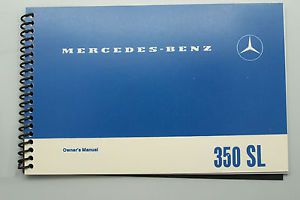 MERCEDES-BENZ
Owner's Manual
350 SL